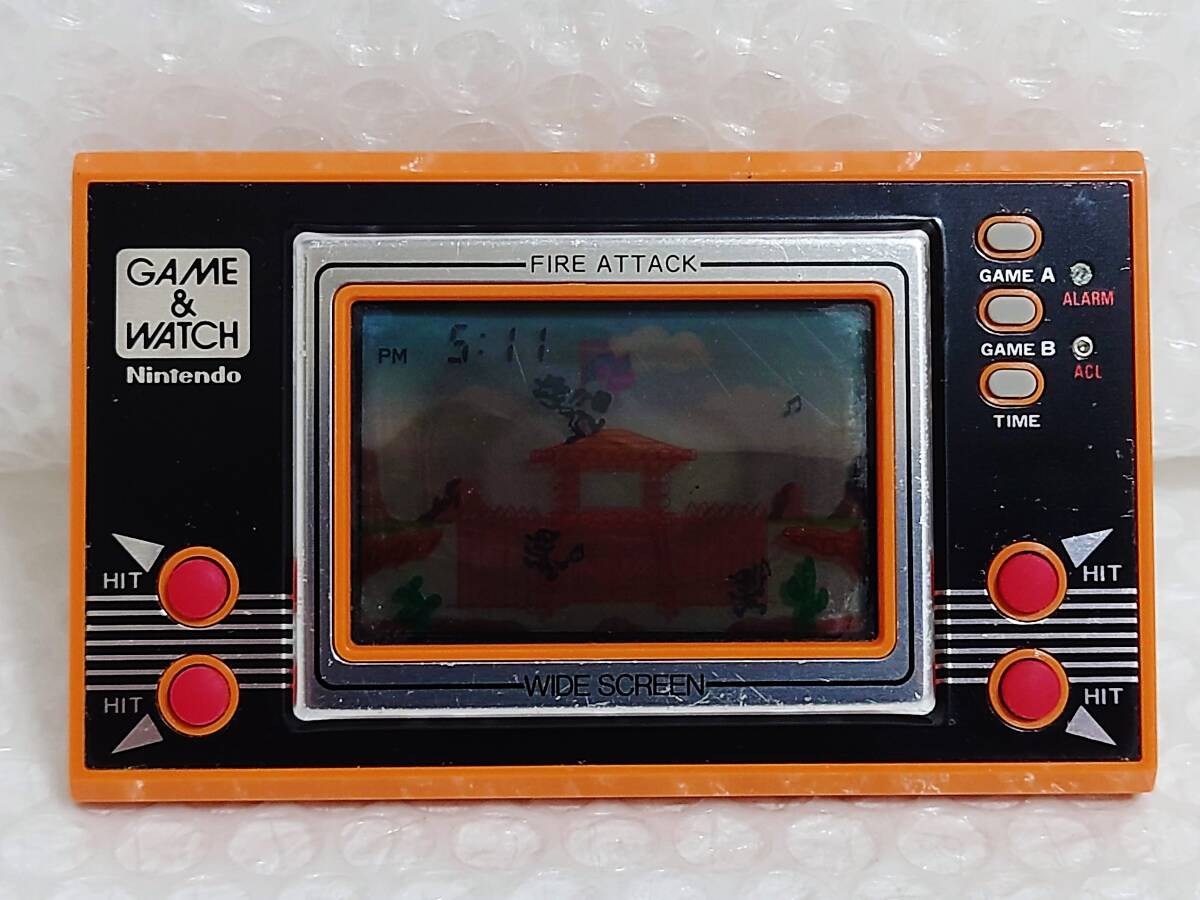 GAME
&
WATCH
Nintendo
FIRE ATTACK
PM 5:11
WIDE SCREEN
GAME A
ALARM
GAME B
ACL
TIME
HIT
HIT
HIT
HIT